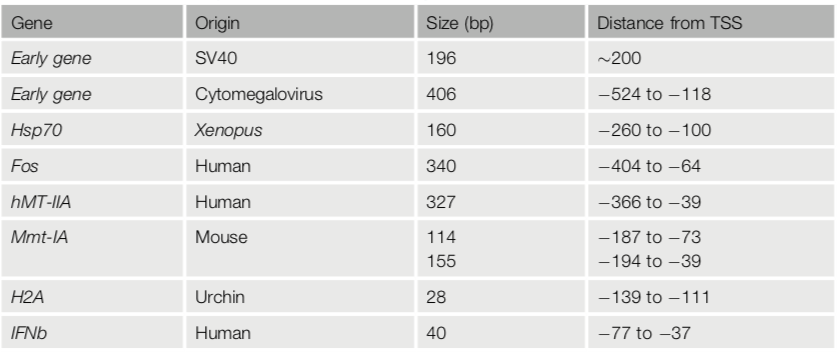 Gene Origin Size (bp) Distance from TSS
Early gene SV40 196 ∼200
Early gene Cytomegalovirus 406 −524 to −118
Hsp70 Xenopus 160 −260 to −100
Fos Human 340 −404 to −64
hMT-IIA Human 327 −366 to −39
Mmt-IA Mouse 114 −187 to −73
155 −194 to −39
H2A Urchin 28 −139 to −111
IFNb Human 40 −77 to −37